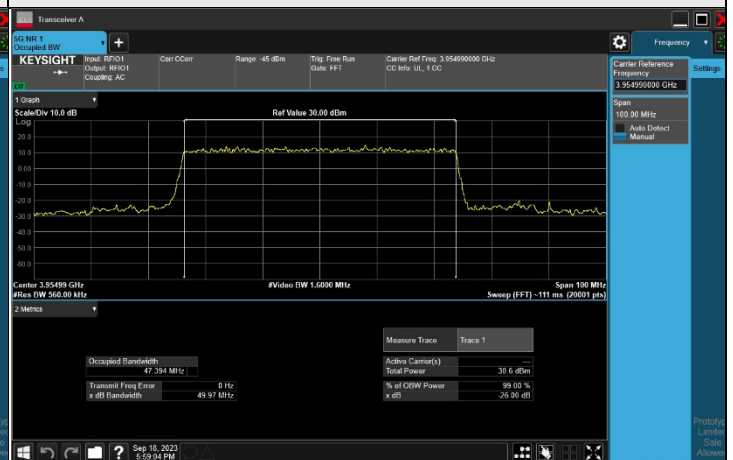 Transceiver A
5G NR 1
Occupied BW
Frequency
KEYSIGHT
Input: RFIO1
Output: RFIO1
Coupling: AC
Corr CCorr
Range: -45 dBm
Trig: Free Run
Gate: FFT
Carrier Ref Freq: 3.954990000 GHz
CC Info: UL, 1 CC
Carrier Reference
Frequency
3.954990000 GHz
Settings
Span
100.00 MHz
Auto Detect
Manual
1 Graph
Scale/Div 10.0 dB
Ref Value 30.00 dBm
Log
20.0
10.0
0.00
-10.0
-20.0
-30.0
-40.0
-50.0
-60.0
Center 3.95499 GHz
#Video BW 1.6000 MHz
Span 100 MHz
#Res BW 560.00 kHz
Sweep (FFT) ~111 ms (20001 pts)
2 Metrics
Measure Trace
Trace 1
Occupied Bandwidth
47.394 MHz
Active Carrier(s)
---
Total Power
30.6 dBm
Transmit Freq Error
0 Hz
x dB Bandwidth
49.97 MHz
% of OBW Power
99.00 %
x dB
-26.00 dB
Sep 18, 2023
5:59:04 PM